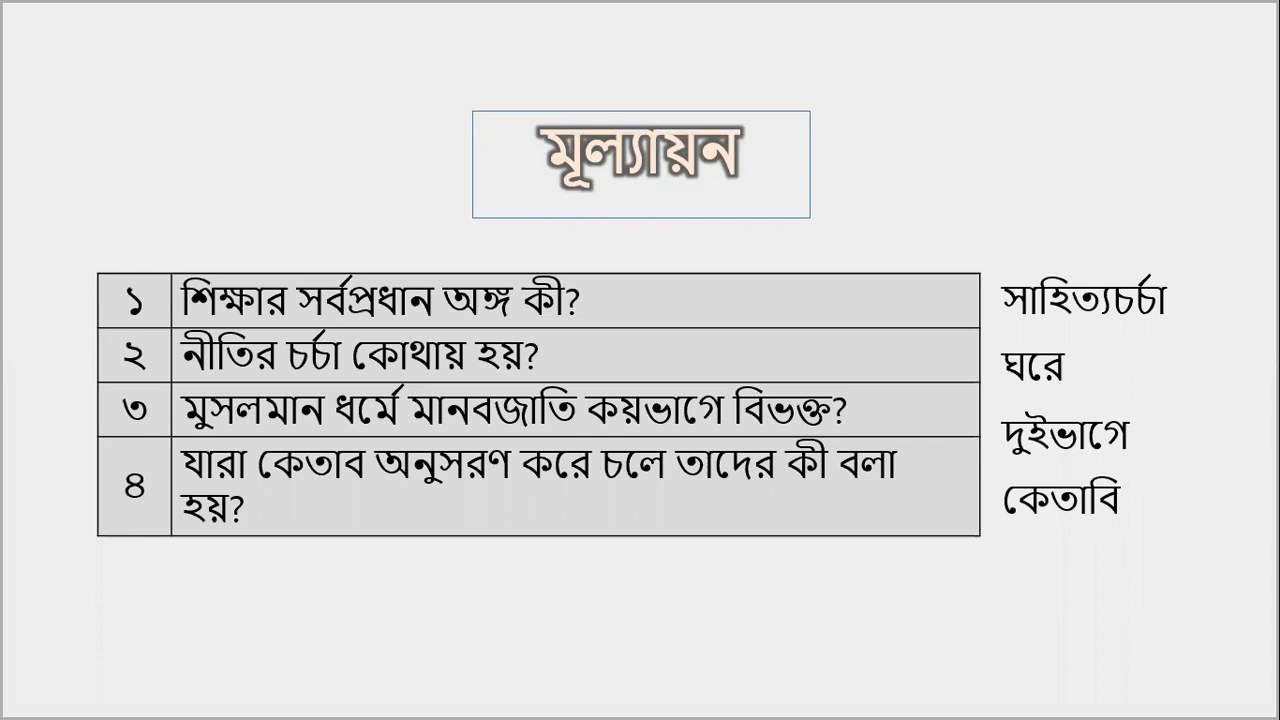 মূল্যায়ন
১ শিক্ষার সর্বপ্রধান অঙ্গ কী? সাহিত্যচর্চা
২ নীতির চর্চা কোথায় হয়? ঘরে
৩ মুসলমান ধর্মে মানবজাতি কয়ভাগে বিভক্ত? দুইভাগে
৪ যারা কেতাব অনুসরণ করে চলে তাদের কী বলা
হয়? কেতাবি